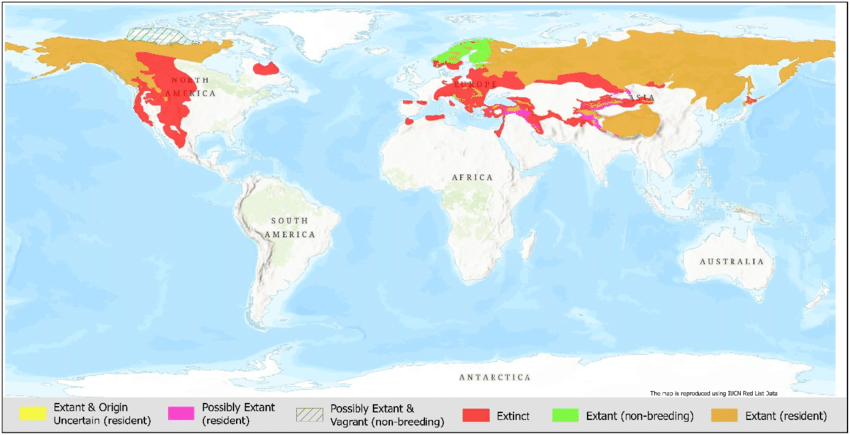 NORTH
AMERICA
EUROPE
ASIA
AFRICA
SOUTH
AMERICA
AUSTRALIA
ANTARCTICA
The map is reproduced using IUCN Red List Data
Extant & Origin
Uncertain (resident)
Possibly Extant
(resident)
Possibly Extant &
Vagrant (non-breeding)
Extinct
Extant (non-breeding)
Extant (resident)